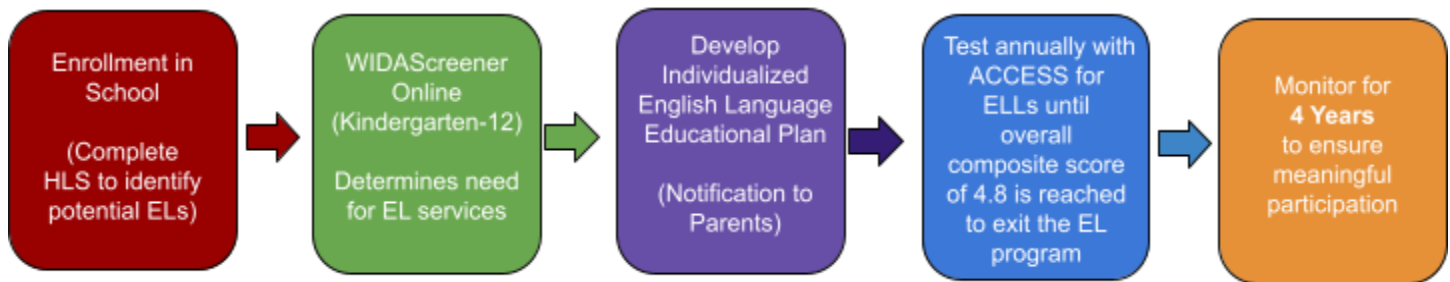 Enrollment in
School
(Complete
HLS to identify
potential ELs)
WIDAScreener
Online
(Kindergarten-12)
Determines need
for EL services
Develop
Individualized
English Language
Educational Plan
(Notification to
Parents)
Test annually with
ACCESS for
ELLs until
overall
composite score
of 4.8 is reached
to exit the EL
program
Monitor for
4 Years
to ensure
meaningful
participation